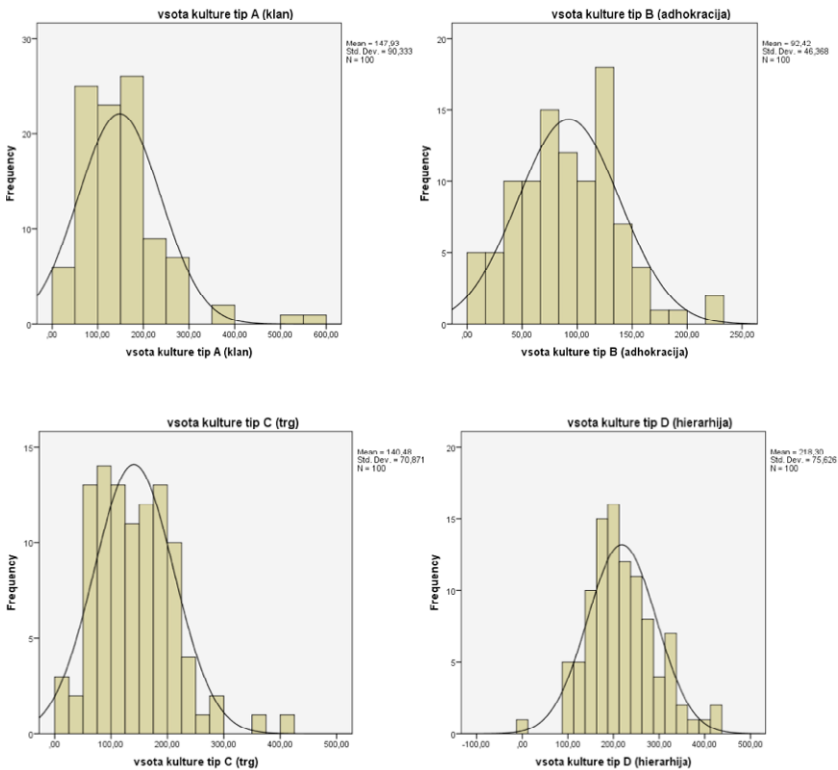 vsota kulture tip A (klan)
Mean = 147,93
Std. Dev. = 90,333
N = 100
30
20
10
0
Frequency
,00
100,00
200,00
300,00
400,00
500,00
600,00
vsota kulture tip A (klan)
vsota kulture tip B (adhokracija)
Mean = 92,42
Std. Dev. = 46,368
N = 100
20
15
10
5
0
Frequency
,00
50,00
100,00
150,00
200,00
250,00
vsota kulture tip B (adhokracija)
vsota kulture tip C (trg)
Mean = 140,48
Std. Dev. = 70,871
N = 100
15
10
5
0
Frequency
,00
100,00
200,00
300,00
400,00
500,00
vsota kulture tip C (trg)
vsota kulture tip D (hierarhija)
Mean = 218,30
Std. Dev. = 75,626
N = 100
20
15
10
5
0
Frequency
-100,00
,00
100,00
200,00
300,00
400,00
500,00
vsota kulture tip D (hierarhija)